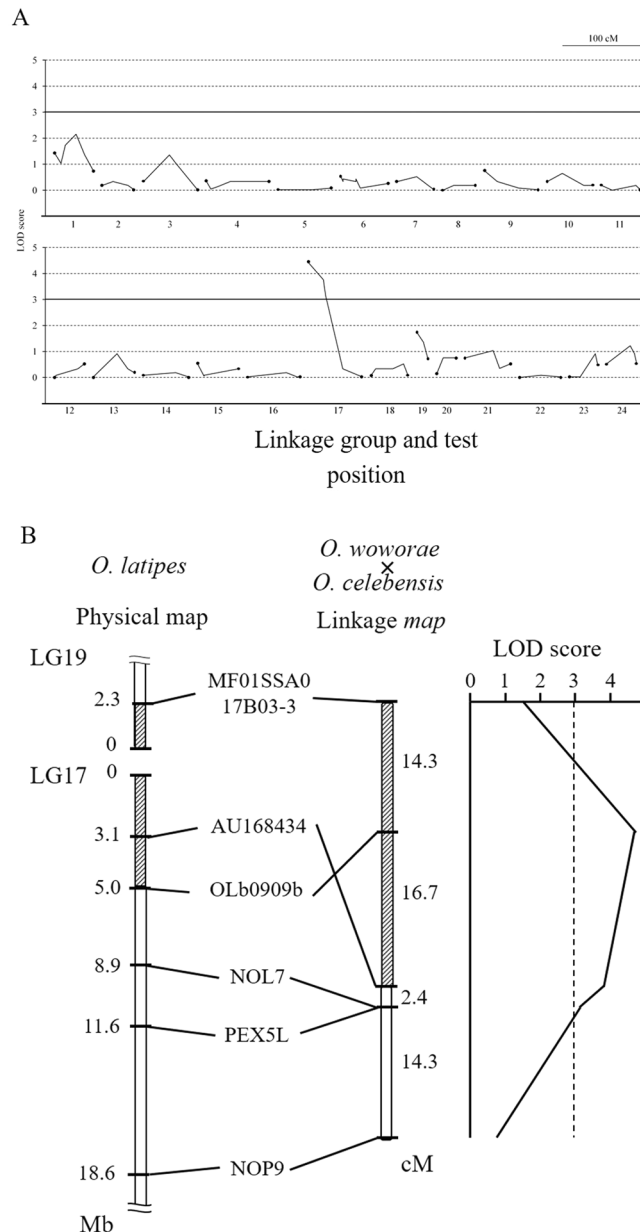 A
100 cM
5
4
3
2
1
0
1 2 3 4 5 6 7 8 9 10 11
LOD score
5
4
3
2
1
0
12 13 14 15 16 17 18 19 20 21 22 23 24
Linkage group and test
position
B
O. latipes
O. woworae
×
O. celebensis
Physical map
Linkage map
LOD score
0 1 2 3 4
LG19
2.3
MF01SSA0
17B03-3
0
14.3
LG17
0
3.1
AU168434
5.0
OLb0909b
16.7
8.9
NOL7
2.4
11.6
PEX5L
14.3
18.6
NOP9
cM
Mb